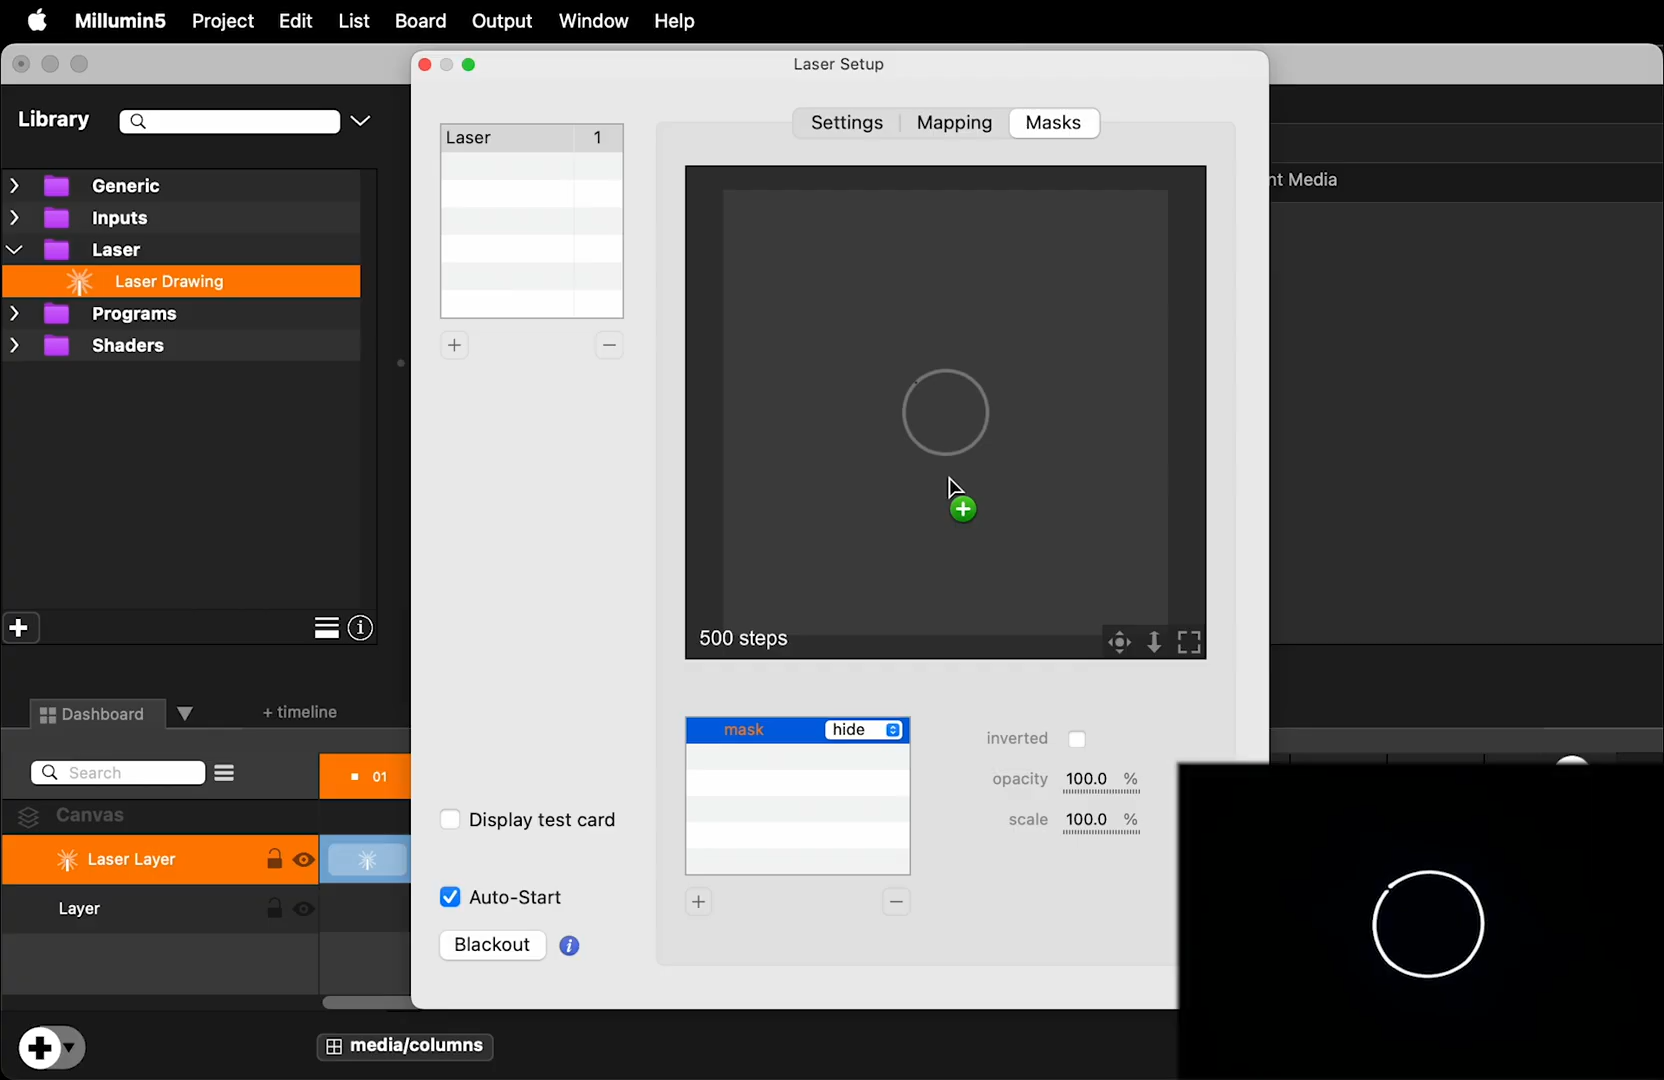 Millumin5 Project Edit List Board Output Window Help
Laser Setup
Library
Settings Mapping Masks
Laser 1
nt Media
Generic
Inputs
Laser
Laser Drawing
Programs
Shaders
500 steps
Dashboard + timeline
mask hide
inverted
Search
01
opacity 100.0 %
Canvas
Display test card
scale 100.0 %
Laser Layer
Auto-Start
Layer
Blackout
media/columns